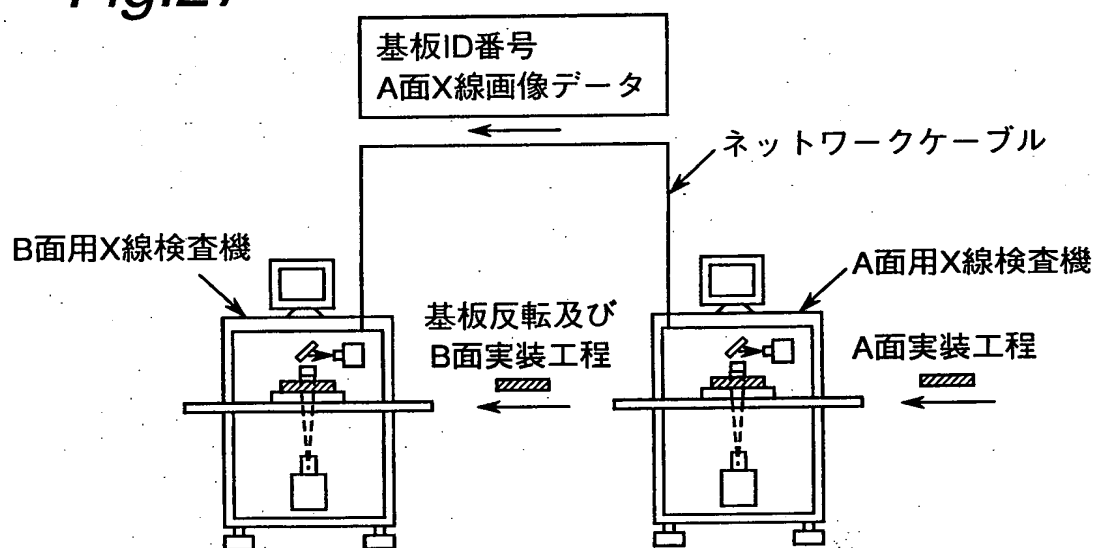 基板ID番号
A面X線画像データ
ネットワークケーブル
B面用X線検査機
A面用X線検査機
基板反転及び
B面実装工程
A面実装工程